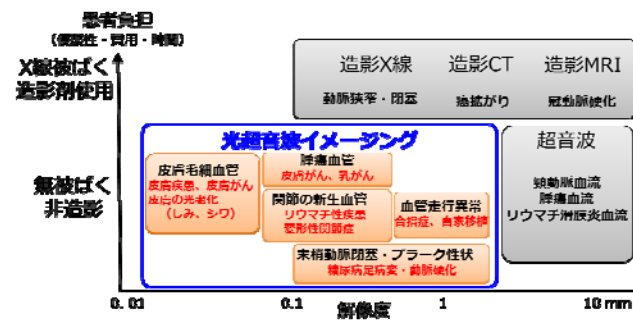 患者負担
(侵襲性・費用・時間)
X線被ばく
造影剤使用
造影X線 造影CT 造影MRI
動脈狭窄・閉塞 癌拡がり 冠動脈硬化
光超音波イメージング
超音波
皮膚毛細血管
皮膚疾患、皮膚がん
皮膚の光老化
(しみ、シワ)
腫瘍血管
皮膚がん、乳がん
無被ばく
非造影
関節の新生血管
リウマチ性疾患
変形性関節症
血管走行異常
合指症、自家移植
頸動脈血流
腫瘍血流
リウマチ滑膜炎血流
末梢動脈閉塞・プラーク性状
糖尿病足病変・動脈硬化
0.01 0.1 解像度 1 10 mm